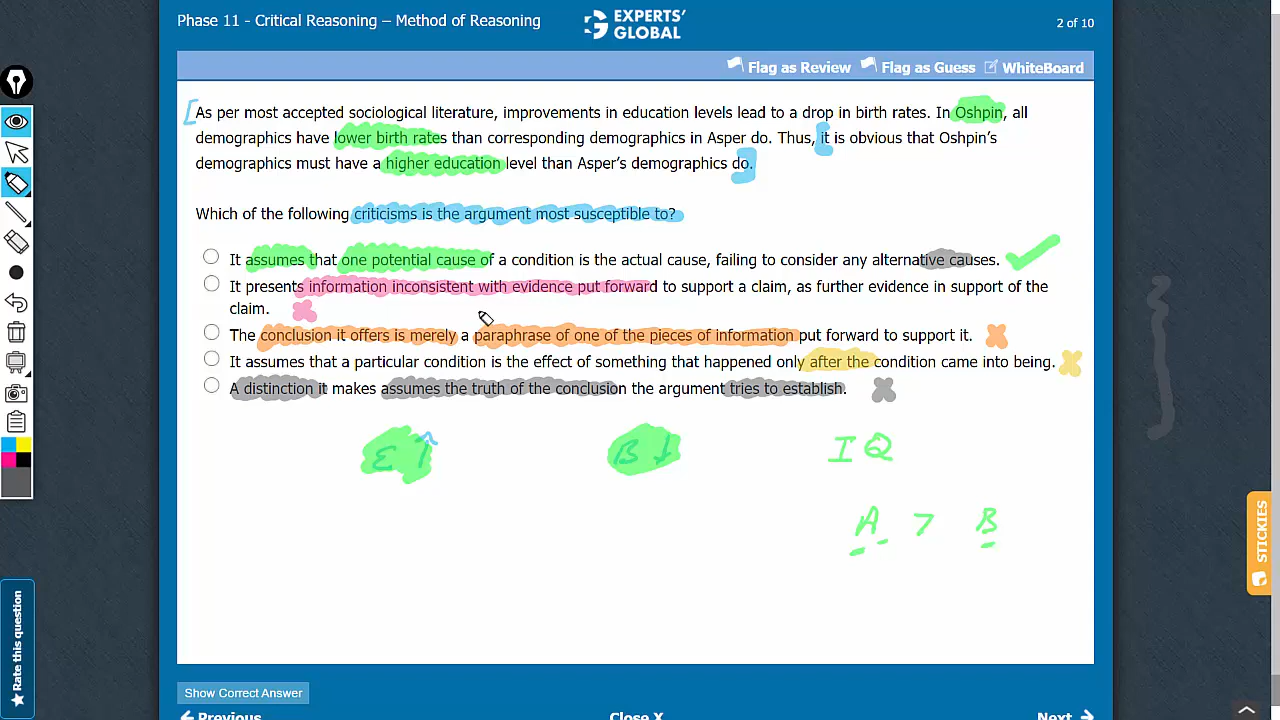 Phase 11 - Critical Reasoning – Method of Reasoning
EXPERTS'
GLOBAL
2 of 10
Flag as Review
Flag as Guess
WhiteBoard
As per most accepted sociological literature, improvements in education levels lead to a drop in birth rates. In Oshpin, all
demographics have lower birth rates than corresponding demographics in Asper do. Thus, it is obvious that Oshpin's
demographics must have a higher education level than Asper's demographics do.
Which of the following criticisms is the argument most susceptible to?
It assumes that one potential cause of a condition is the actual cause, failing to consider any alternative causes.
It presents information inconsistent with evidence put forward to support a claim, as further evidence in support of the
claim.
The conclusion it offers is merely a paraphrase of one of the pieces of information put forward to support it.
It assumes that a particular condition is the effect of something that happened only after the condition came into being.
A distinction it makes assumes the truth of the conclusion the argument tries to establish.
E ↑ B ↓ I Q
A > B
STICKIES
Rate this question
Show Correct Answer
Previous
Close X
Next